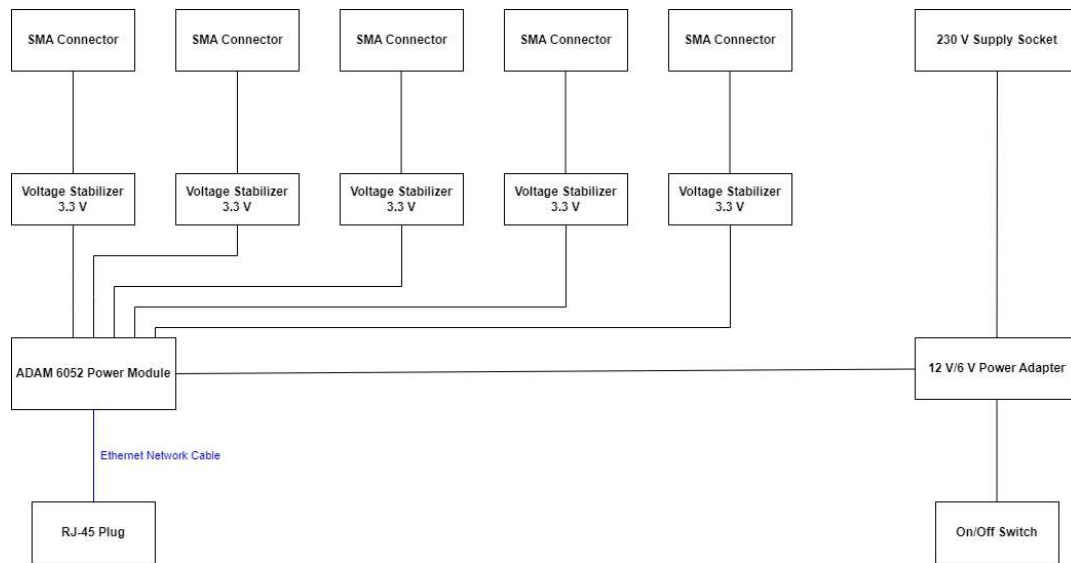 SMA Connector
SMA Connector
SMA Connector
SMA Connector
SMA Connector
230 V Supply Socket
Voltage Stabilizer
3.3 V
Voltage Stabilizer
3.3 V
Voltage Stabilizer
3.3 V
Voltage Stabilizer
3.3 V
Voltage Stabilizer
3.3 V
ADAM 6052 Power Module
12 V/6 V Power Adapter
Ethernet Network Cable
RJ-45 Plug
On/Off Switch